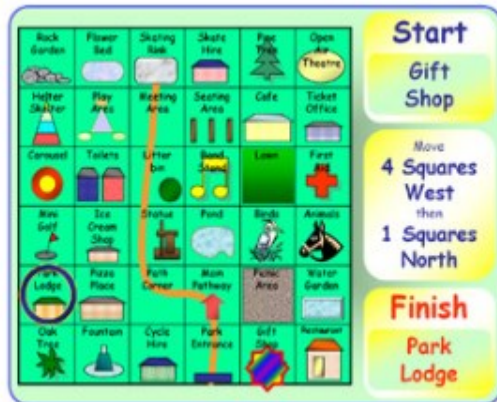 Rock
Garden
Flower
Bed
Skating
Rink
Skate
Hire
Pine
Tree
Open
Air
Theatre
Helter
Skelter
Play
Area
Meeting
Area
Seating
Area
Cafe
Ticket
Office
Carousel
Toilets
Litter
bin
Band
Stand
Lawn
First
Aid
Mini
Golf
Ice
Cream
Shop
Statue
Pond
Birds
Animals
Park
Lodge
Pizza
Place
Path
Corner
Main
Pathway
Picnic
Area
Water
Garden
Oak
Tree
Fountain
Cycle
Hire
Park
Entrance
Gift
Shop
Restaurant
Start
Gift
Shop
Move
4 Squares
West
then
1 Squares
North
Finish
Park
Lodge